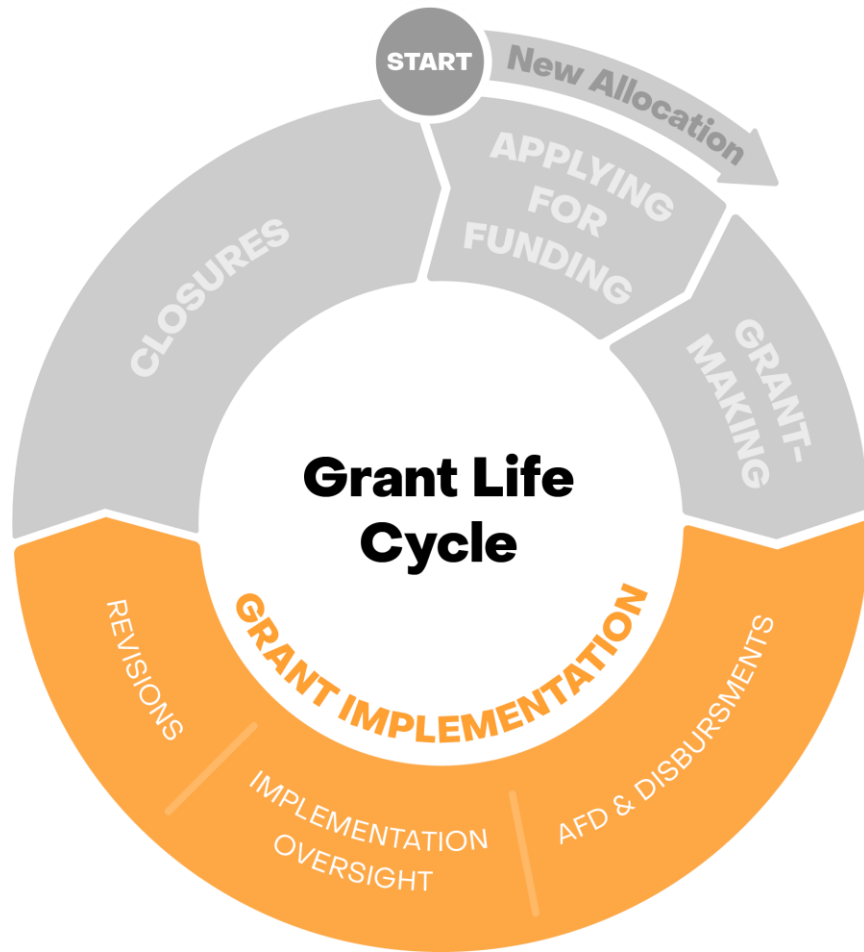 START
New Allocation
APPLYING
FOR
FUNDING
GRANT-
MAKING
CLOSURES
Grant Life
Cycle
GRANT IMPLEMENTATION
AFD & DISBURSMENTS
IMPLEMENTATION
OVERSIGHT
REVISIONS